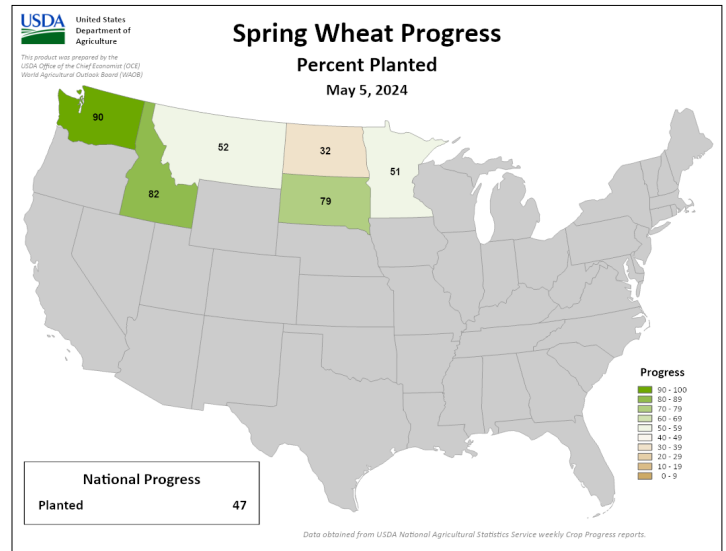 USDA
United States
Department of
Agriculture
This product was prepared by the
USDA Office of the Chief Economist (OCE)
World Agricultural Outlook Board (WAOB)
Spring Wheat Progress
Percent Planted
May 5, 2024
90
52
32
51
82
79
Progress
90 - 100
80 - 89
70 - 79
60 - 69
50 - 59
40 - 49
30 - 39
20 - 29
10 - 19
0 - 9
National Progress
Planted 47
Data obtained from USDA National Agricultural Statistics Service weekly Crop Progress reports.